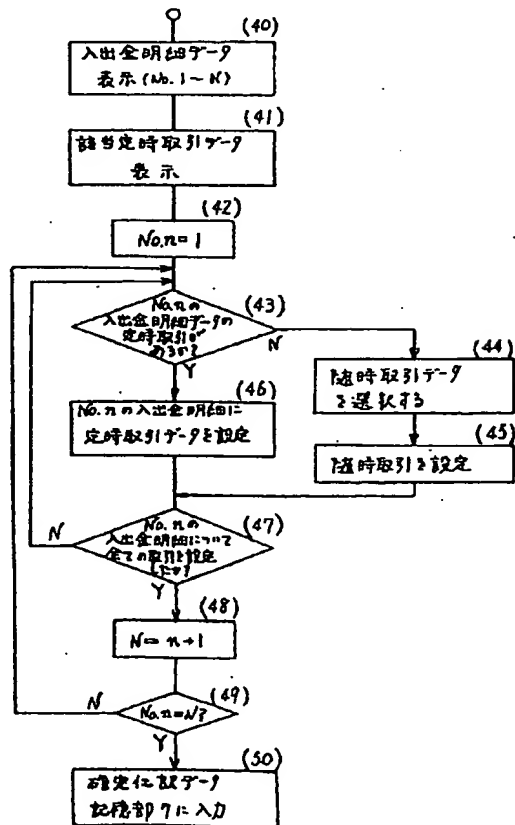 (40)
入出金明細データ
表示(No.1~N)
(41)
該当定時取引データ
表示
(42)
No.n=1
(43)
No.nの
入出金明細データの
定時取引が
あるか?
N
Y
(44)
随時取引データ
を選択する
(45)
随時取引を設定
(46)
No.nの入出金明細に
定時取引データを設定
(47)
No.nの
入出金明細について
全ての取引を設定
したか?
N
Y
(48)
N=n+1
(49)
No.n=N?
N
Y
(50)
確定仕訳データ
記憶部7に入力